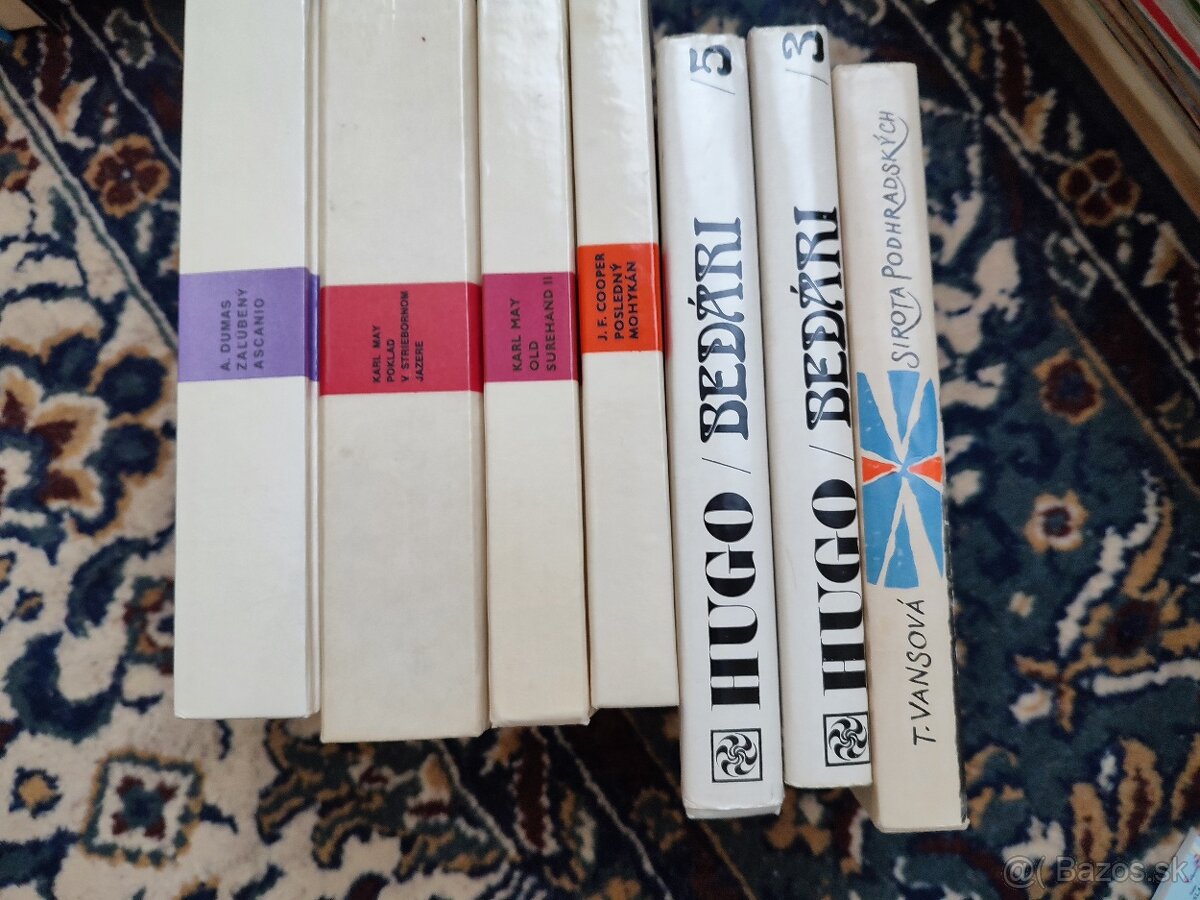 A. DUMAS
ZAĽÚBENÝ
ASCANIO
KARL MAY
POKLAD
V STRIEBORNOM
JAZERE
KARL MAY
OLD
SUREHAND II
J. F. COOPER
POSLEDNÝ
MOHYKÁN
HUGO / BEDÁRI /5
HUGO / BEDÁRI /3
T. VANSOVÁ SIROTA PODHRADSKÝCH
@( Bazos.sk